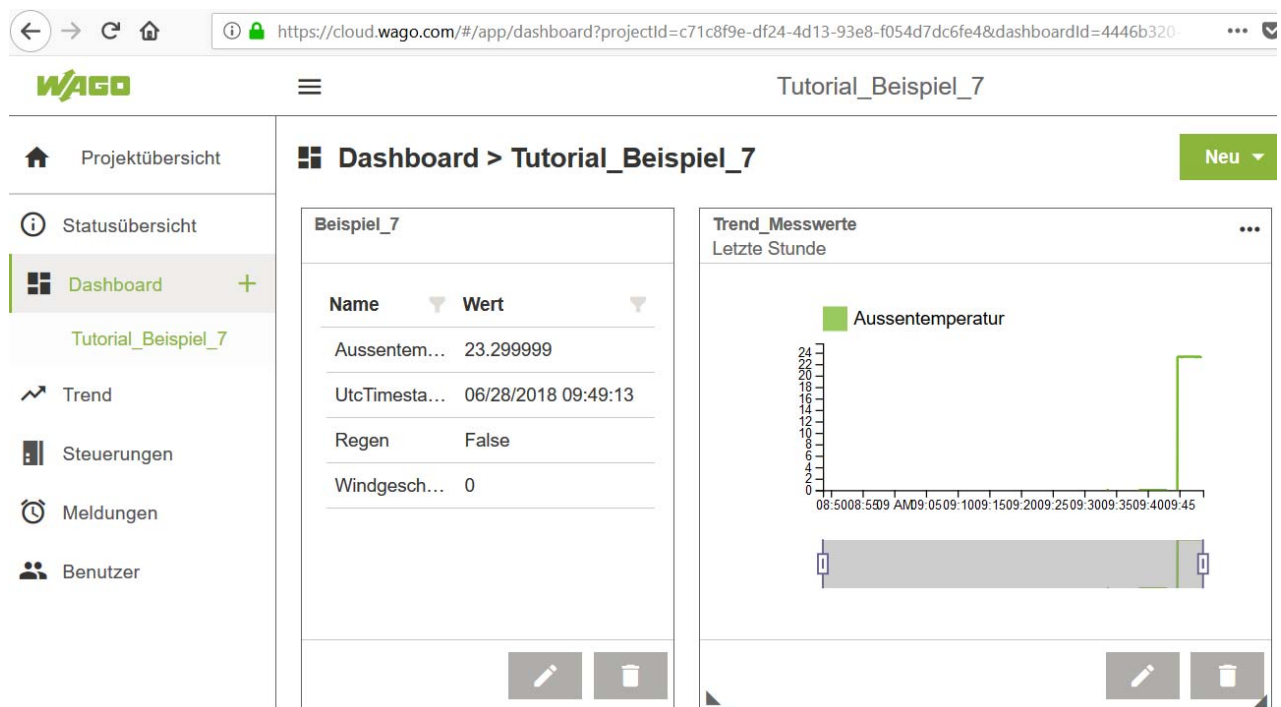 https://cloud.wago.com/#/app/dashboard?projectId=c71c8f9e-df24-4d13-93e8-f054d7dc6fe4&dashboardId=4446b320
WAGO
Tutorial_Beispiel_7
Projektübersicht
Dashboard > Tutorial_Beispiel_7
Neu
Statusübersicht
Dashboard
Tutorial_Beispiel_7
Trend
Steuerungen
Meldungen
Benutzer
Beispiel_7
Name Wert
Aussentem… 23.299999
UtcTimesta… 06/28/2018 09:49:13
Regen False
Windgesch… 0
Trend_Messwerte
Letzte Stunde
Aussentemperatur
24
22
20
18
16
14
12
10
8
6
4
2
0
08:50 08:55 09 AM 09:05 09:10 09:15 09:20 09:25 09:30 09:35 09:40 09:45